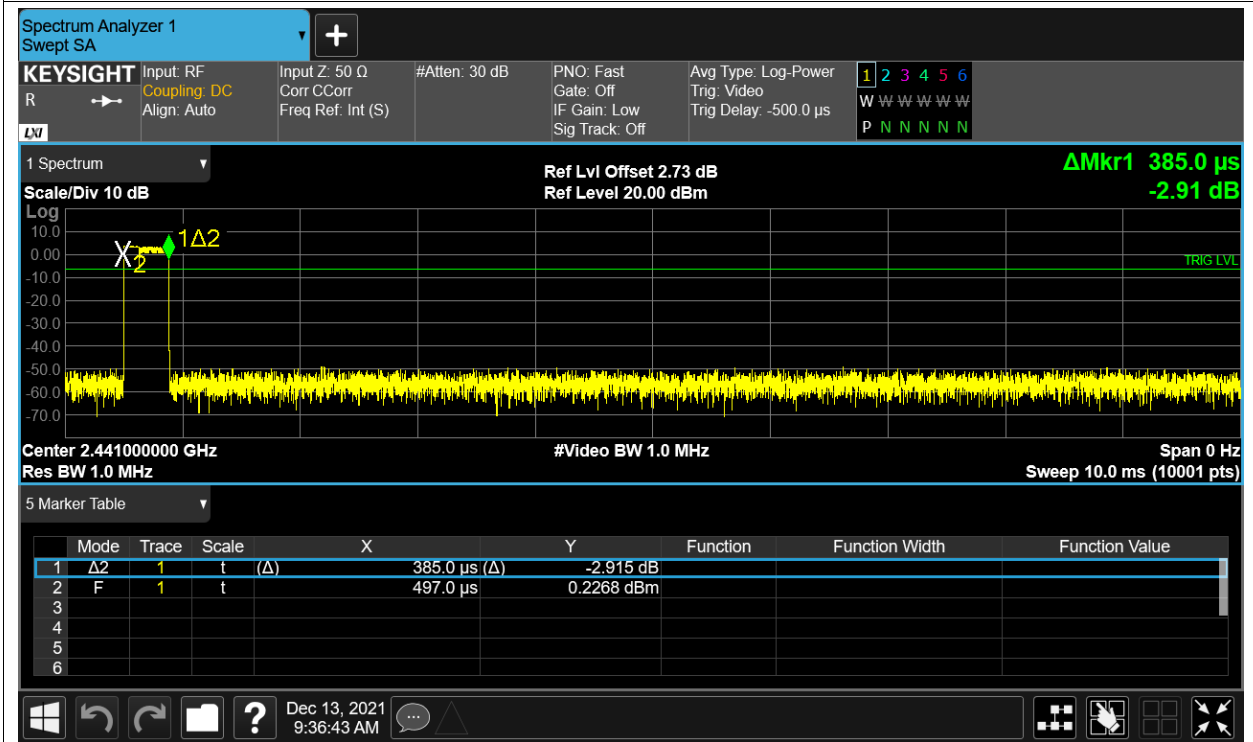 Spectrum Analyzer 1
Swept SA
KEYSIGHT Input: RF Input Z: 50 Ω #Atten: 30 dB PNO: Fast Avg Type: Log-Power 1 2 3 4 5 6
R Coupling: DC Corr CCorr Gate: Off Trig: Video W W W W W W
Align: Auto Freq Ref: Int (S) IF Gain: Low Trig Delay: -500.0 µs
LXI Sig Track: Off P N N N N N
1 Spectrum Ref Lvl Offset 2.73 dB ΔMkr1 385.0 µs
Scale/Div 10 dB Ref Level 20.00 dBm -2.91 dB
Log
10.0
0.00
-10.0
-20.0
-30.0
-40.0
-50.0
-60.0
-70.0
1Δ2
X2
TRIG LVL
Center 2.441000000 GHz #Video BW 1.0 MHz Span 0 Hz
Res BW 1.0 MHz Sweep 10.0 ms (10001 pts)
5 Marker Table
Mode Trace Scale X Y Function Function Width Function Value
1 Δ2 1 t (Δ) 385.0 µs (Δ) -2.915 dB
2 F 1 t 497.0 µs 0.2268 dBm
3
4
5
6
? Dec 13, 2021
9:36:43 AM